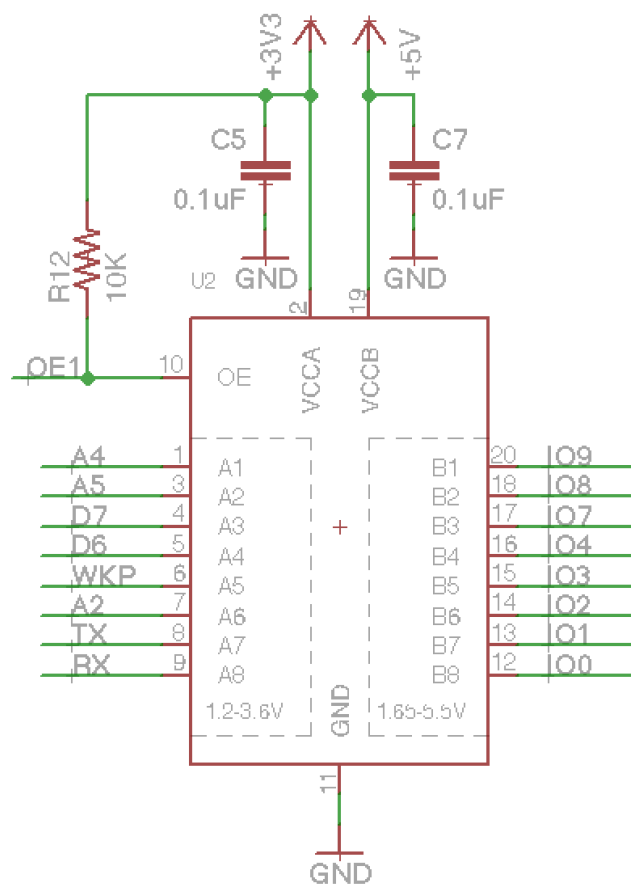 +3V3
+5V
C5
C7
0.1uF
0.1uF
R12
10K
GND
GND
U2
2
19
10
OE1
OE
VCCA
VCCB
A4 1 A1 B1 20 IO9
A5 3 A2 B2 18 IO8
D7 4 A3 B3 17 IO7
D6 5 A4 B4 16 IO4
WKP 6 A5 B5 15 IO3
A2 7 A6 B6 14 IO2
TX 8 A7 B7 13 IO1
RX 9 A8 B8 12 IO0
1.2-3.6V
GND
1.65-5.5V
11
GND